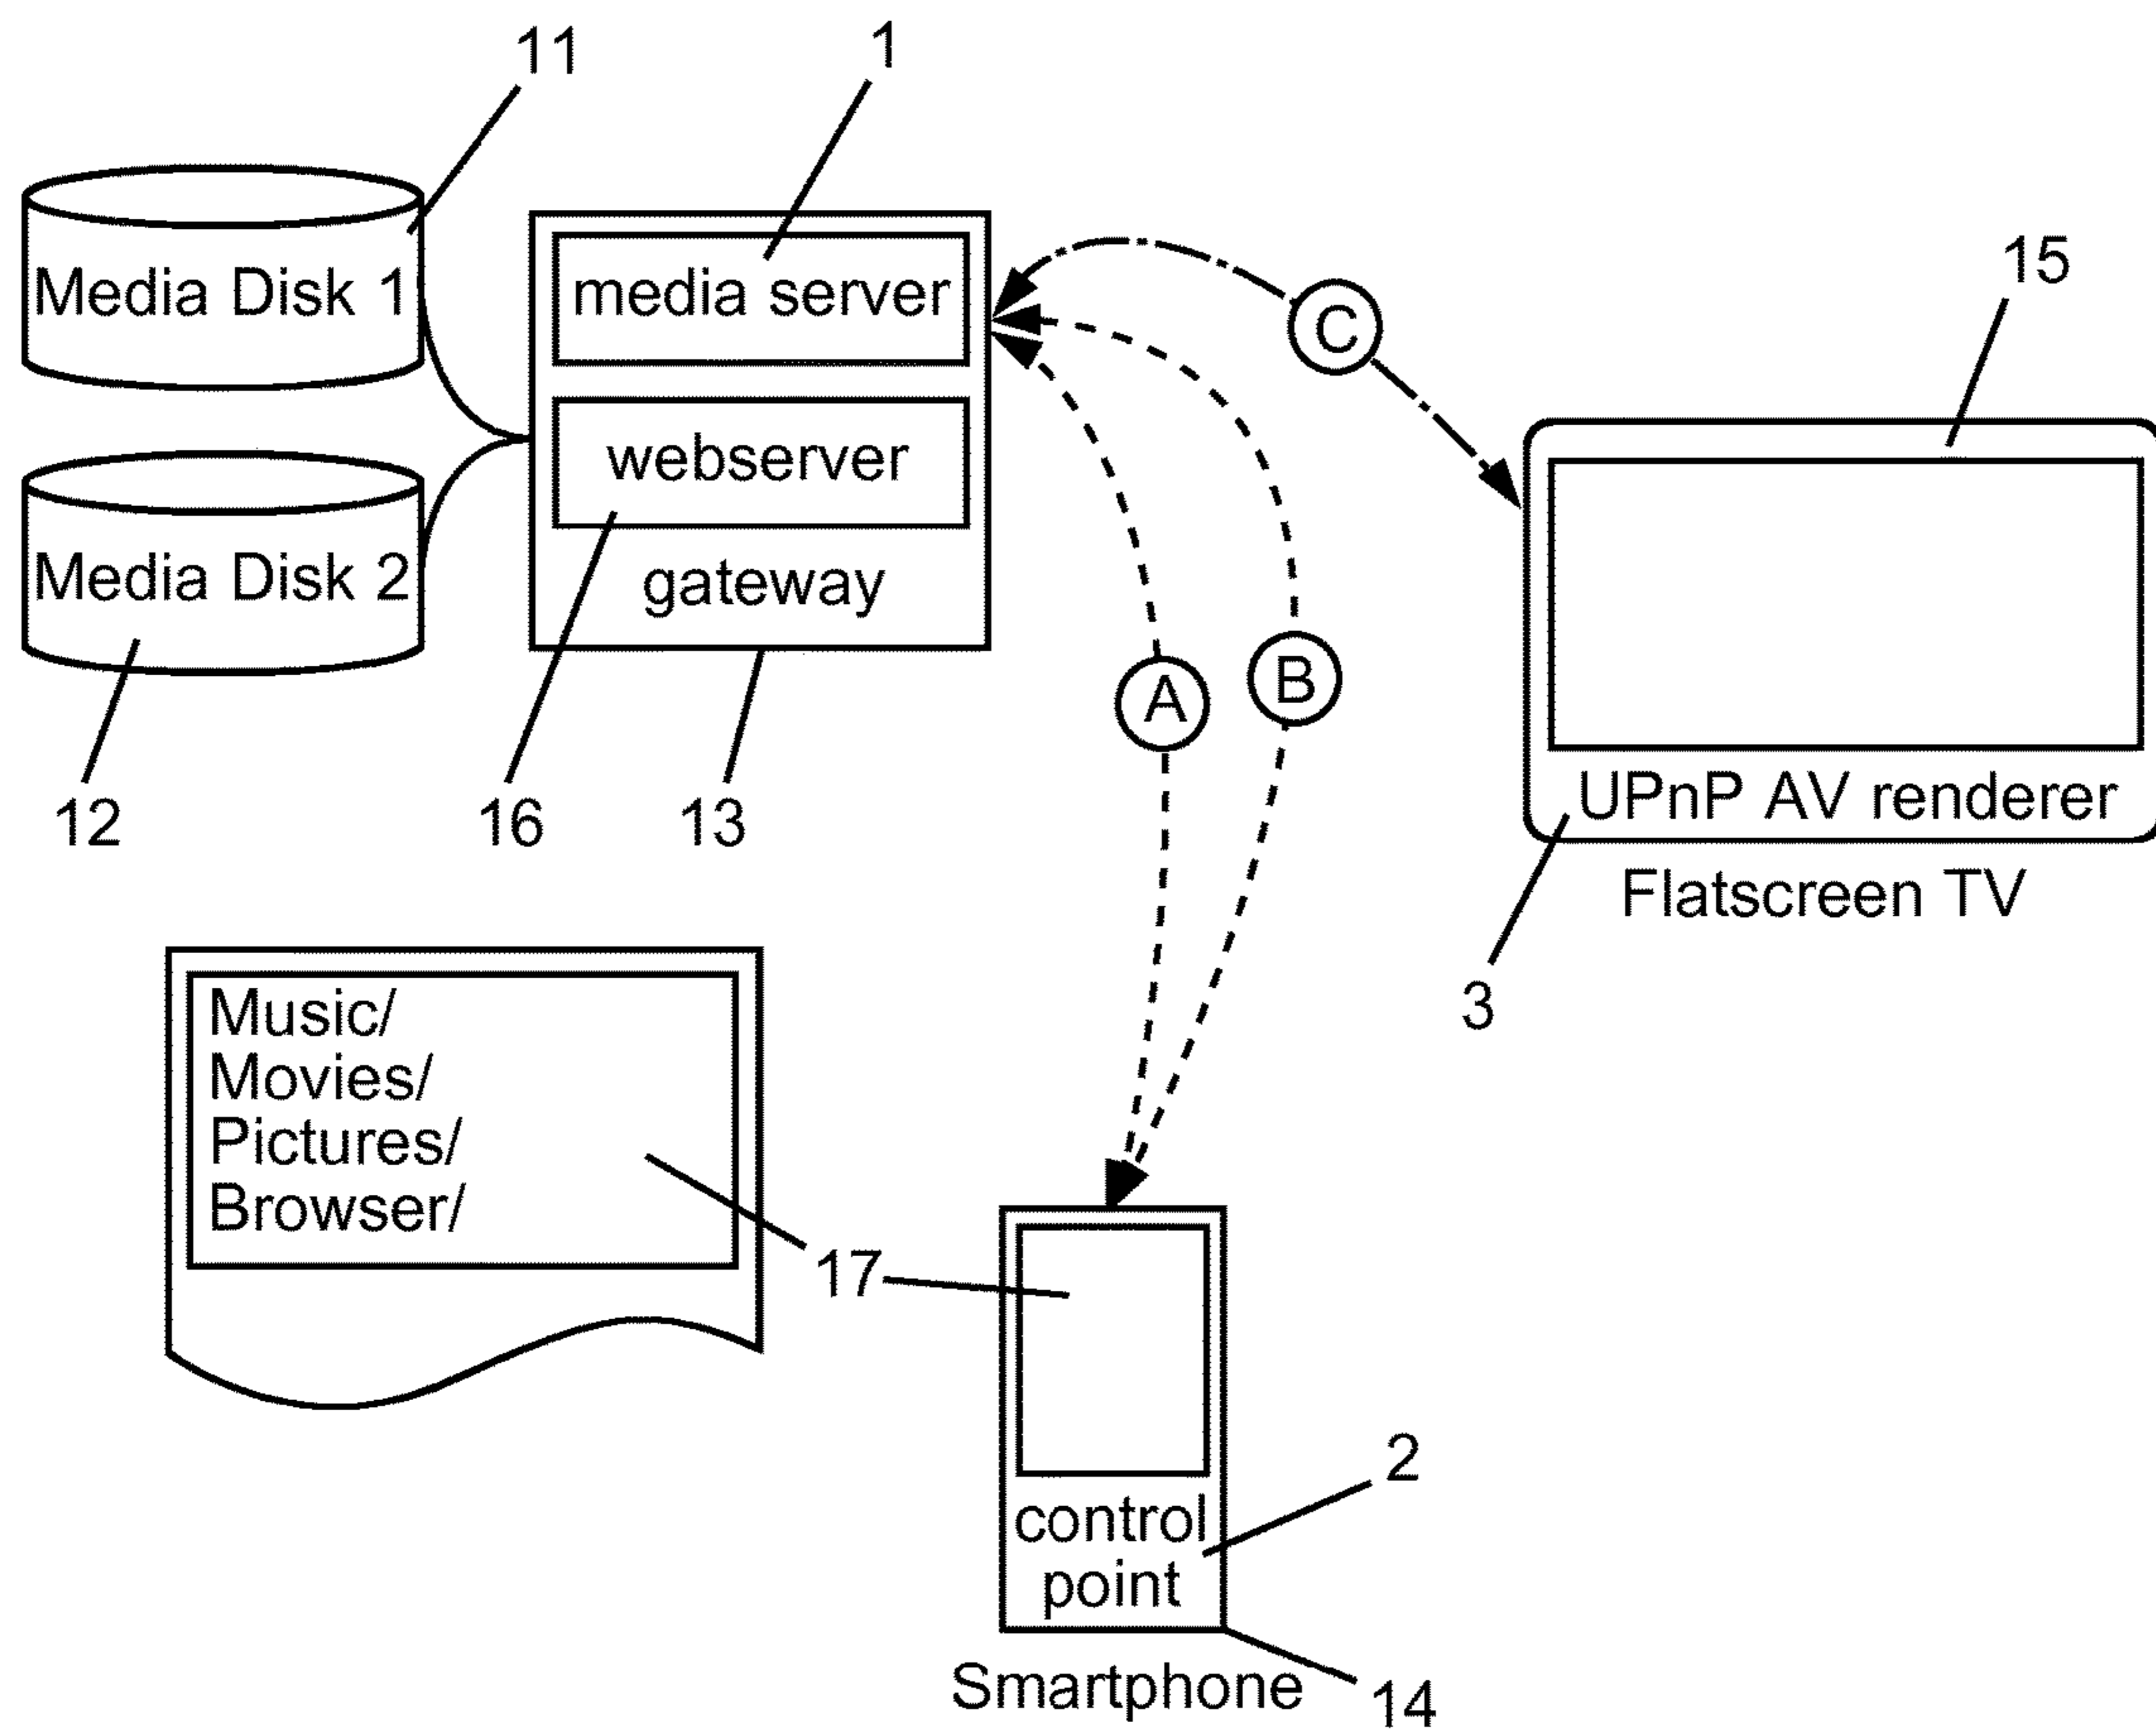 11
1
Media Disk 1
media server
C
15
webserver
Media Disk 2
gateway
A
B
12
16
13
UPnP AV renderer
Flatscreen TV
3
Music/
Movies/
Pictures/
Browser/
17
2
control
point
Smartphone
14